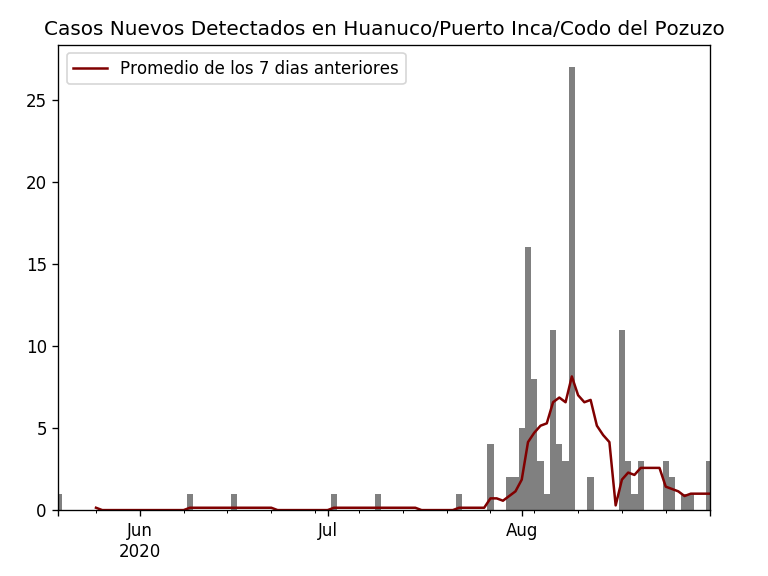 Casos Nuevos Detectados en Huanuco/Puerto Inca/Codo del Pozuzo
Promedio de los 7 dias anteriores
25
20
15
10
5
0
Jun
2020
Jul
Aug